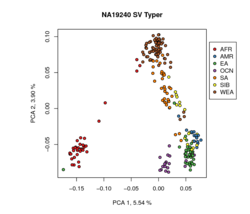 NA19240 SV Typer
PCA 2, 3.90 %
0.10
0.05
0.00
−0.05
−0.15
−0.10
−0.05
0.00
0.05
PCA 1, 5.54 %
AFR
AMR
EA
OCN
SA
SIB
WEA